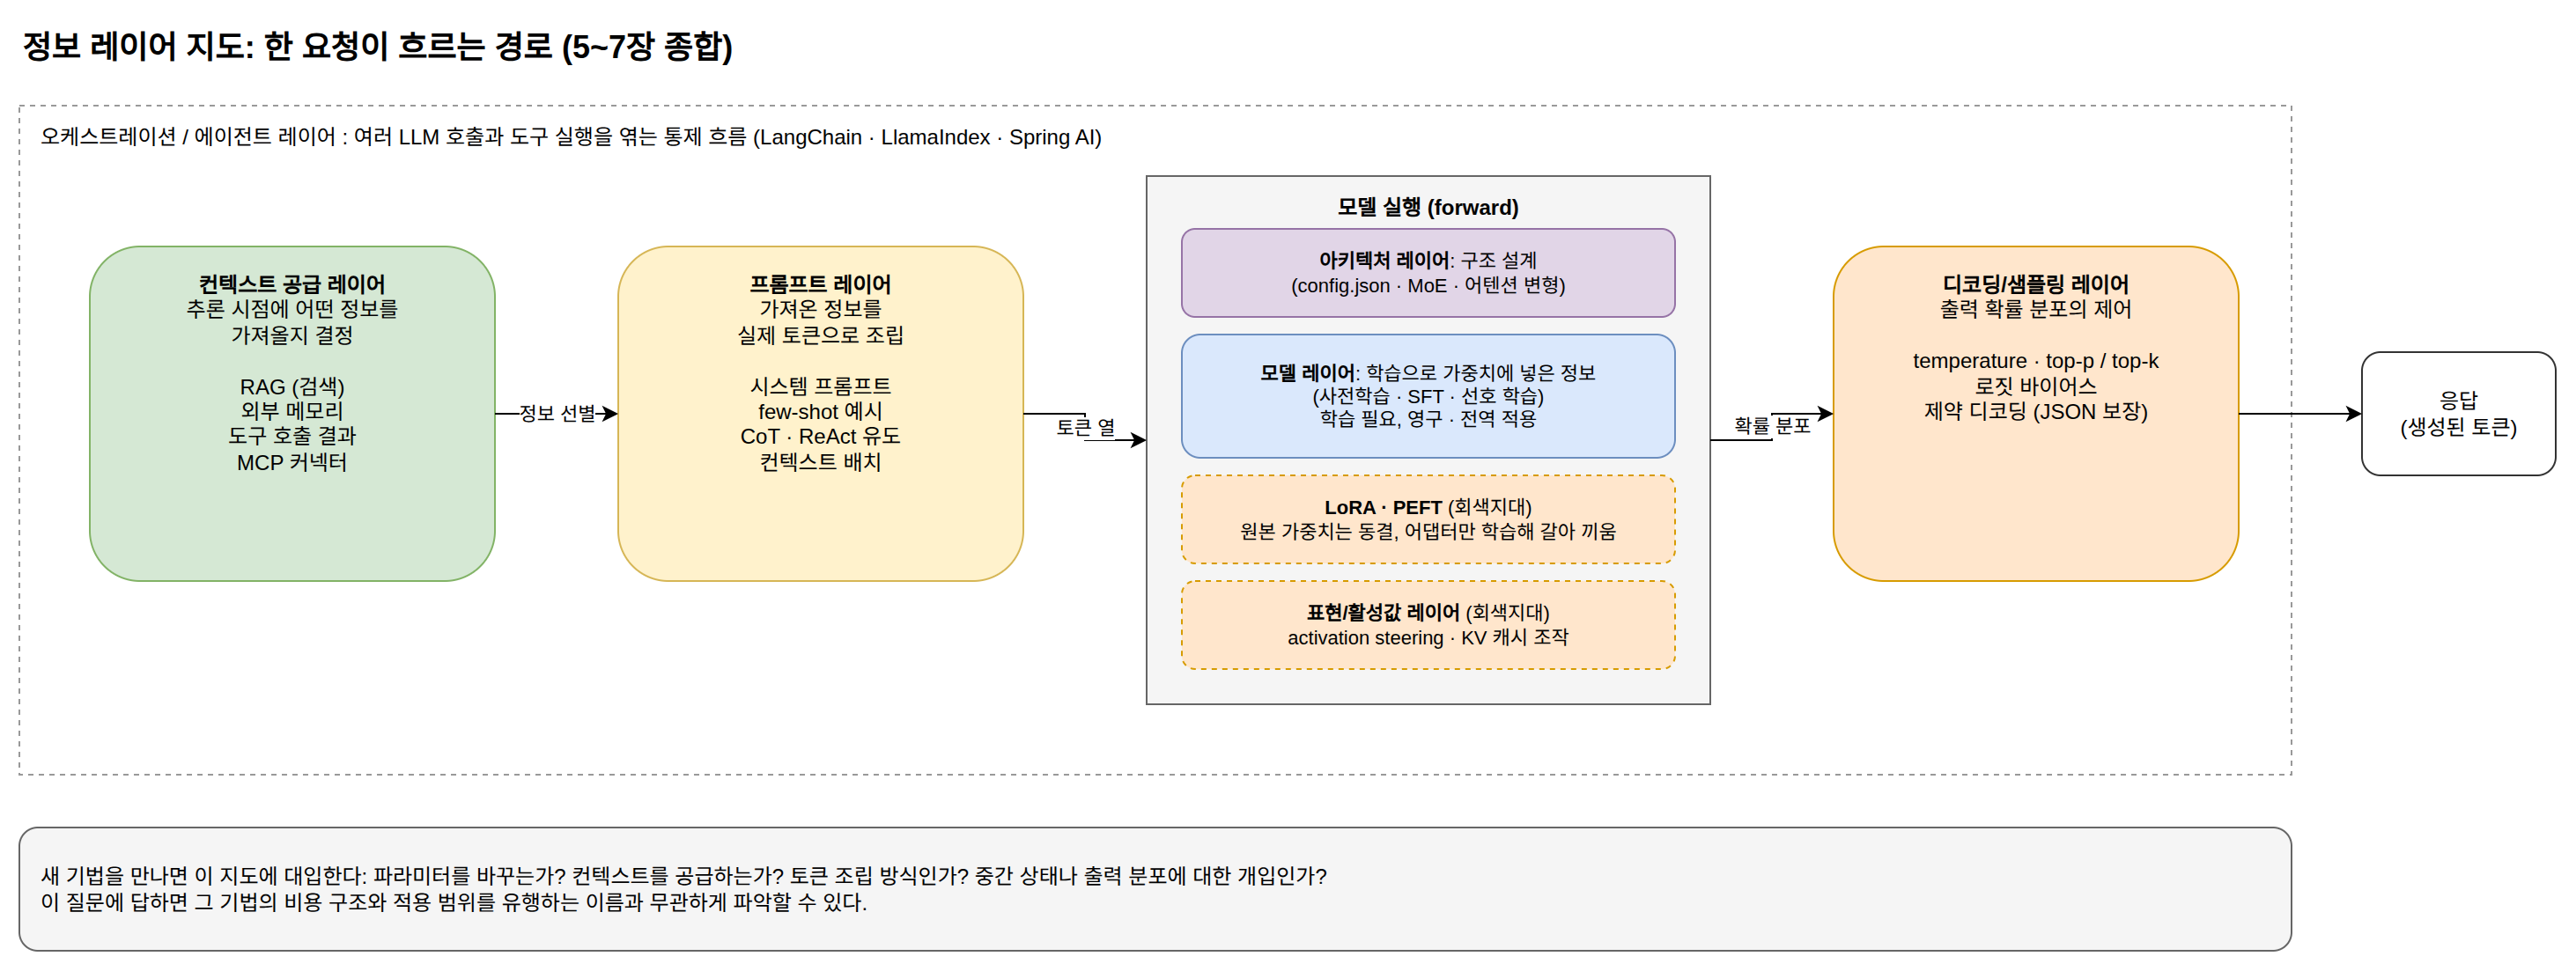 정보 레이어 지도: 한 요청이 흐르는 경로 (5~7장 종합)
오케스트레이션 / 에이전트 레이어 : 여러 LLM 호출과 도구 실행을 엮는 통제 흐름 (LangChain · LlamaIndex · Spring AI)
컨텍스트 공급 레이어
추론 시점에 어떤 정보를
가져올지 결정
RAG (검색)
외부 메모리
도구 호출 결과
MCP 커넥터
정보 선별
프롬프트 레이어
가져온 정보를
실제 토큰으로 조립
시스템 프롬프트
few-shot 예시
CoT · ReAct 유도
컨텍스트 배치
토큰 열
모델 실행 (forward)
아키텍처 레이어: 구조 설계
(config.json · MoE · 어텐션 변형)
모델 레이어: 학습으로 가중치에 넣은 정보
(사전학습 · SFT · 선호 학습)
학습 필요, 영구 · 전역 적용
LoRA · PEFT (회색지대)
원본 가중치는 동결, 어댑터만 학습해 갈아 끼움
표현/활성값 레이어 (회색지대)
activation steering · KV 캐시 조작
확률 분포
디코딩/샘플링 레이어
출력 확률 분포의 제어
temperature · top-p / top-k
로짓 바이어스
제약 디코딩 (JSON 보장)
응답
(생성된 토큰)
새 기법을 만나면 이 지도에 대입한다: 파라미터를 바꾸는가? 컨텍스트를 공급하는가? 토큰 조립 방식인가? 중간 상태나 출력 분포에 대한 개입인가?
이 질문에 답하면 그 기법의 비용 구조와 적용 범위를 유행하는 이름과 무관하게 파악할 수 있다.